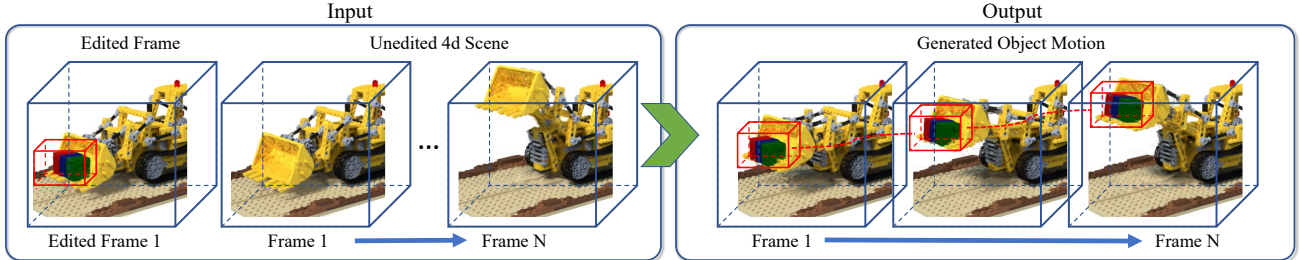 Input
Output
Edited Frame
Unedited 4d Scene
Generated Object Motion
...
Edited Frame 1
Frame 1
Frame N
Frame 1
Frame N